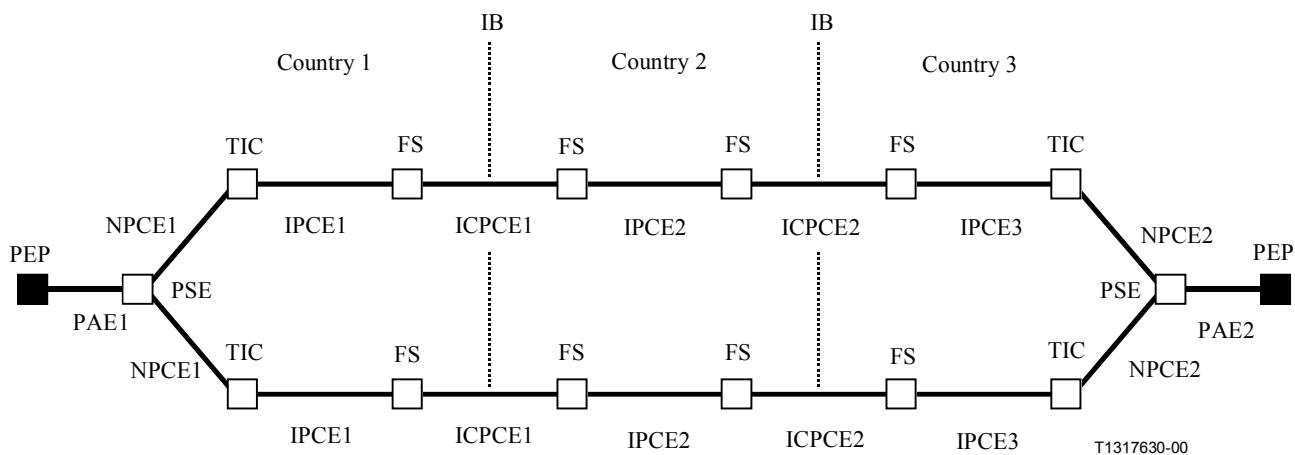 IB IB
Country 1 Country 2 Country 3
TIC FS FS FS FS TIC
NPCE1 IPCE1 ICPCE1 IPCE2 ICPCE2 IPCE3 NPCE2
PEP PSE PSE PEP
PAE1 PAE2
NPCE1 TIC FS FS FS FS TIC NPCE2
IPCE1 ICPCE1 IPCE2 ICPCE2 IPCE3
T1317630-00